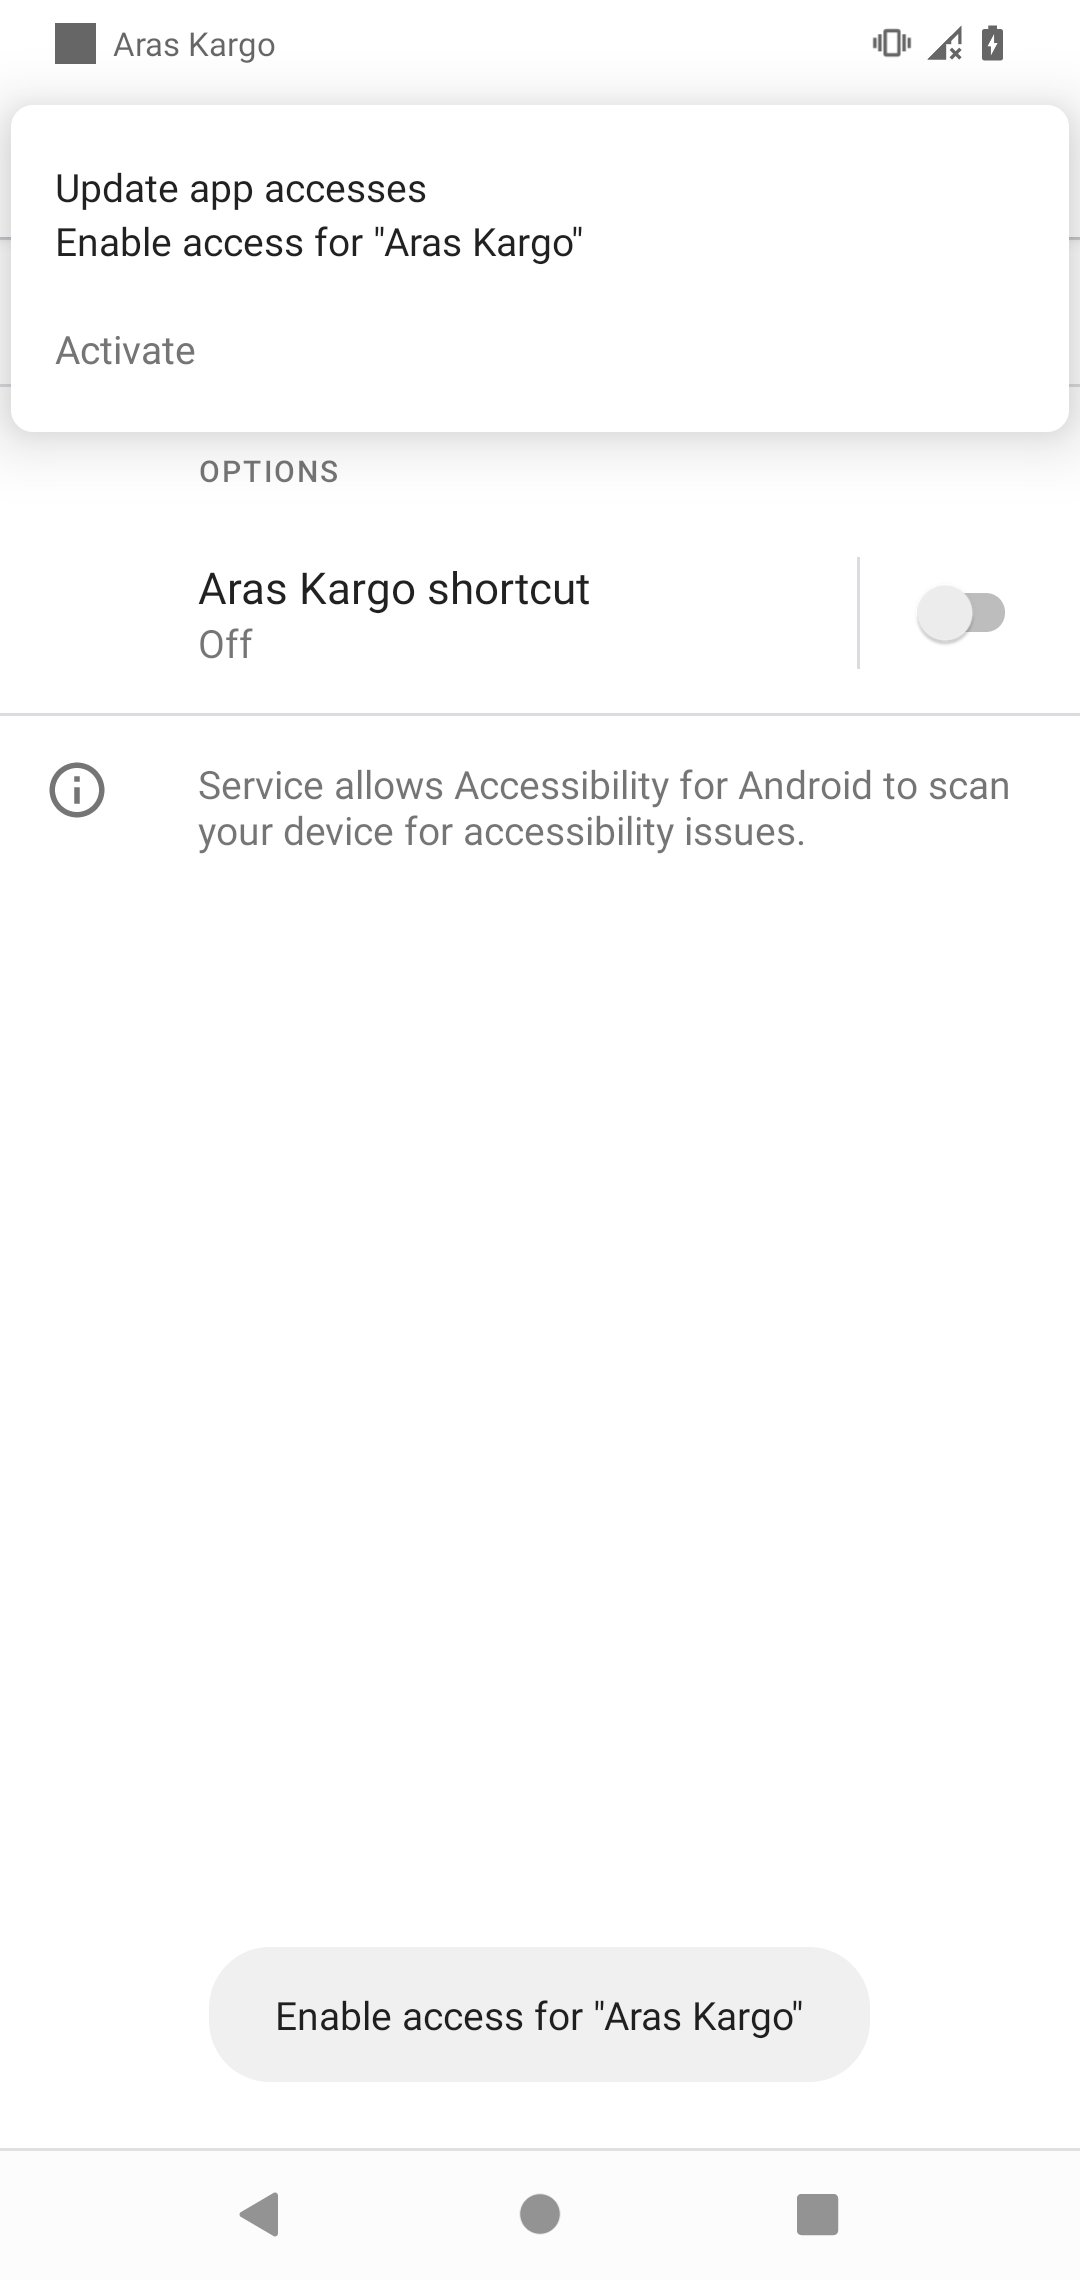 Aras Kargo
Update app accesses
Enable access for "Aras Kargo"
Activate
OPTIONS
Aras Kargo shortcut
Off
Service allows Accessibility for Android to scan
your device for accessibility issues.
Enable access for "Aras Kargo"